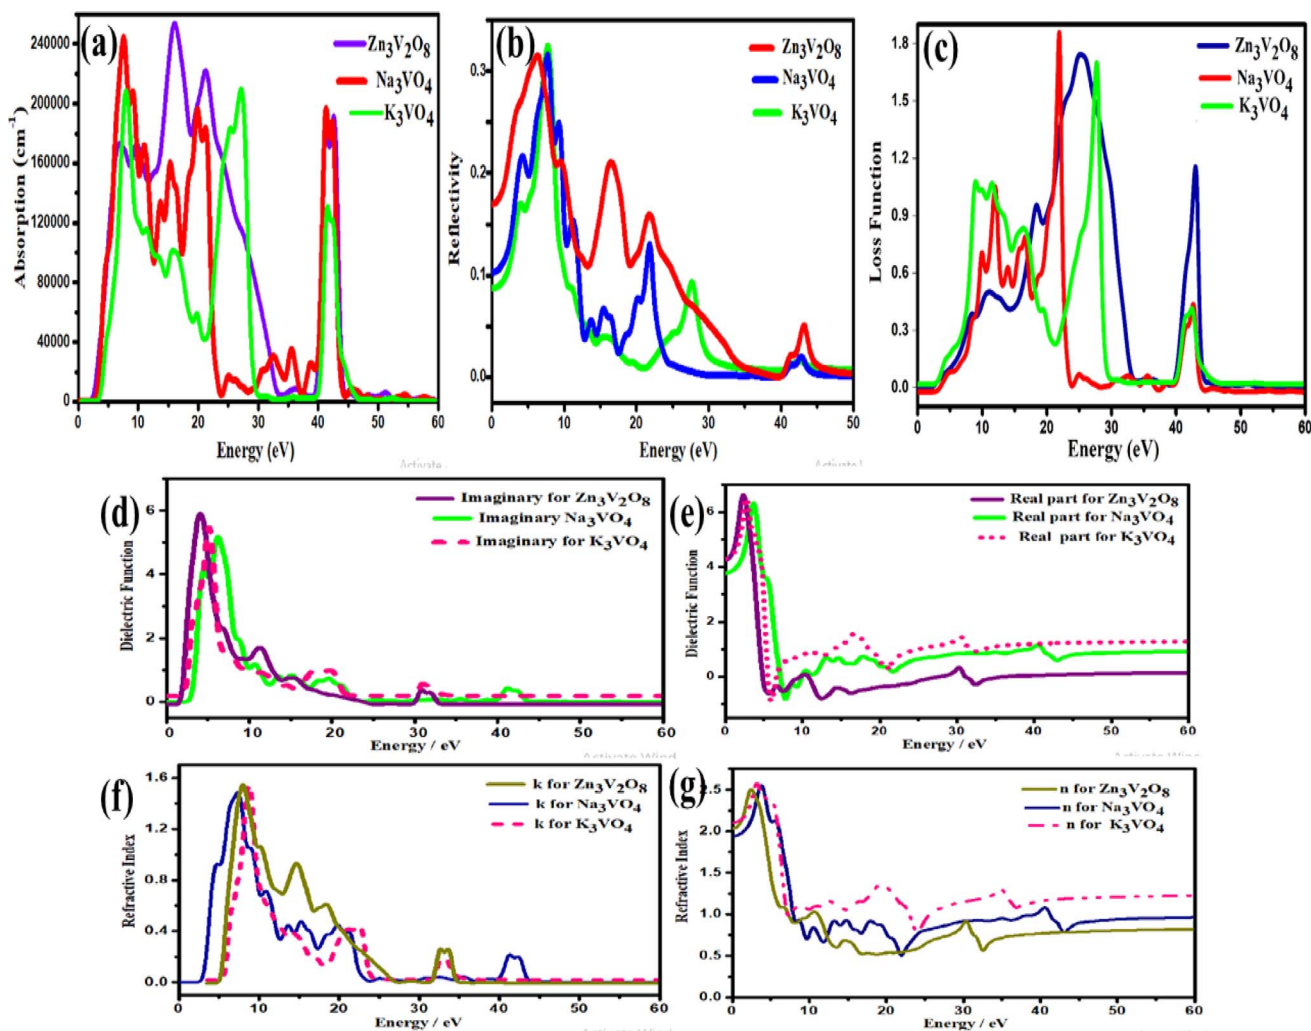 (a)
Zn3V2O8
Na3VO4
K3VO4
Absorption (cm-1)
240000
200000
160000
120000
80000
40000
0
0 10 20 30 40 50 60
Energy (eV)
(b)
Zn3V2O8
Na3VO4
K3VO4
Reflectivity
0.3
0.2
0.1
0.0
0 10 20 30 40 50
Energy (eV)
(c)
Zn3V2O8
Na3VO4
K3VO4
Loss Function
1.8
1.5
1.2
0.9
0.6
0.3
0.0
0 10 20 30 40 50 60
Energy (eV)
(d)
Imaginary for Zn3V2O8
Imaginary Na3VO4
Imaginary for K3VO4
Dielectric Function
6
4
2
0
0 5 10 15 20 25 30 35 40 45 50 55 60
Energy / eV
(e)
Real part for Zn3V2O8
Real part for Na3VO4
Real part for K3VO4
Dielectric Function
6
4
2
0
0 10 20 30 40 50 60
Energy / eV
(f)
k for Zn3V2O8
k for Na3VO4
k for K3VO4
Refractive Index
1.6
1.2
0.8
0.4
0.0
0 10 20 30 40 50 60
Energy / eV
(g)
n for Zn3V2O8
n for Na3VO4
n for K3VO4
Refractive Index
2.5
2.0
1.5
1.0
0.5
0.0
0 10 20 30 40 50 60
Energy / eV